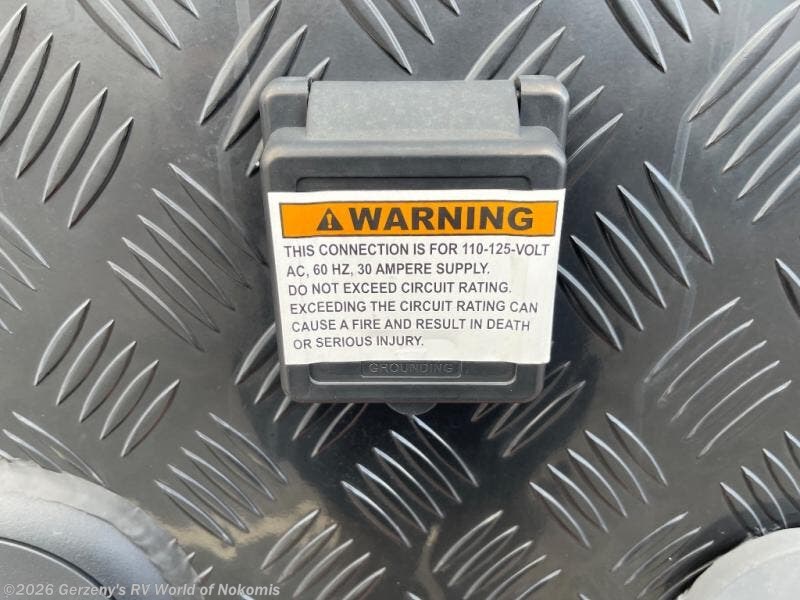 WARNING
THIS CONNECTION IS FOR 110-125-VOLT
AC, 60 HZ, 30 AMPERE SUPPLY.
DO NOT EXCEED CIRCUIT RATING.
EXCEEDING THE CIRCUIT RATING CAN
CAUSE A FIRE AND RESULT IN DEATH
OR SERIOUS INJURY.
GROUNDING
©2026 Gerzeny's RV World of Nokomis